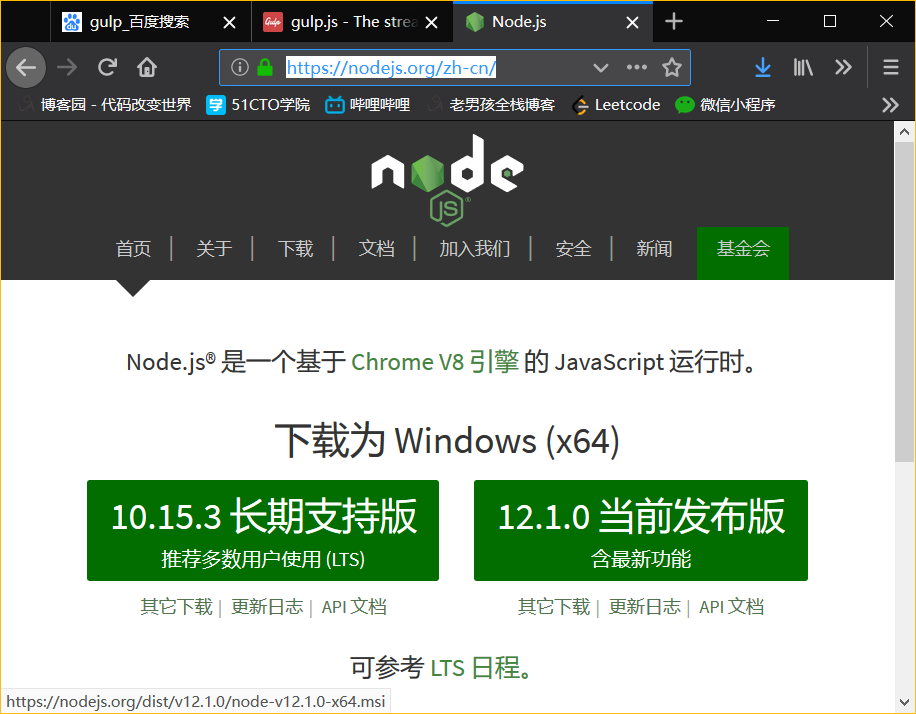 gulp_百度搜索 gulp.js - The strea Node.js
https://nodejs.org/zh-cn/
博客园 - 代码改变世界 51CTO学院 哔哩哔哩 老男孩全栈博客 Leetcode 微信小程序
node
JS
首页 | 关于 | 下载 | 文档 | 加入我们 | 安全 | 新闻 基金会
Node.js® 是一个基于 Chrome V8 引擎 的 JavaScript 运行时。
下载为 Windows (x64)
10.15.3 长期支持版
推荐多数用户使用 (LTS)
12.1.0 当前发布版
含最新功能
其它下载 | 更新日志 | API 文档
其它下载 | 更新日志 | API 文档
可参考 LTS 日程。
https://nodejs.org/dist/v12.1.0/node-v12.1.0-x64.msi